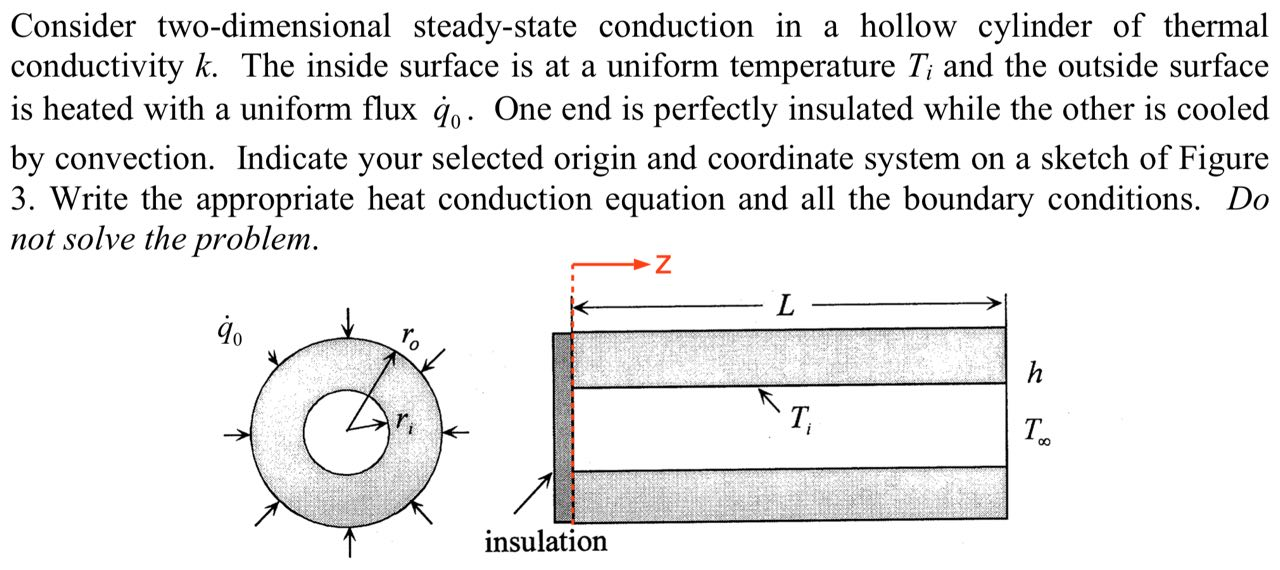 Consider two-dimensional steady-state conduction in a hollow cylinder of thermal
conductivity k. The inside surface is at a uniform temperature Tᵢ and the outside surface
is heated with a uniform flux q̇₀. One end is perfectly insulated while the other is cooled
by convection. Indicate your selected origin and coordinate system on a sketch of Figure
3. Write the appropriate heat conduction equation and all the boundary conditions. Do
not solve the problem.
z
L
q̇₀
rₒ
h
rᵢ
Tᵢ
T∞
insulation